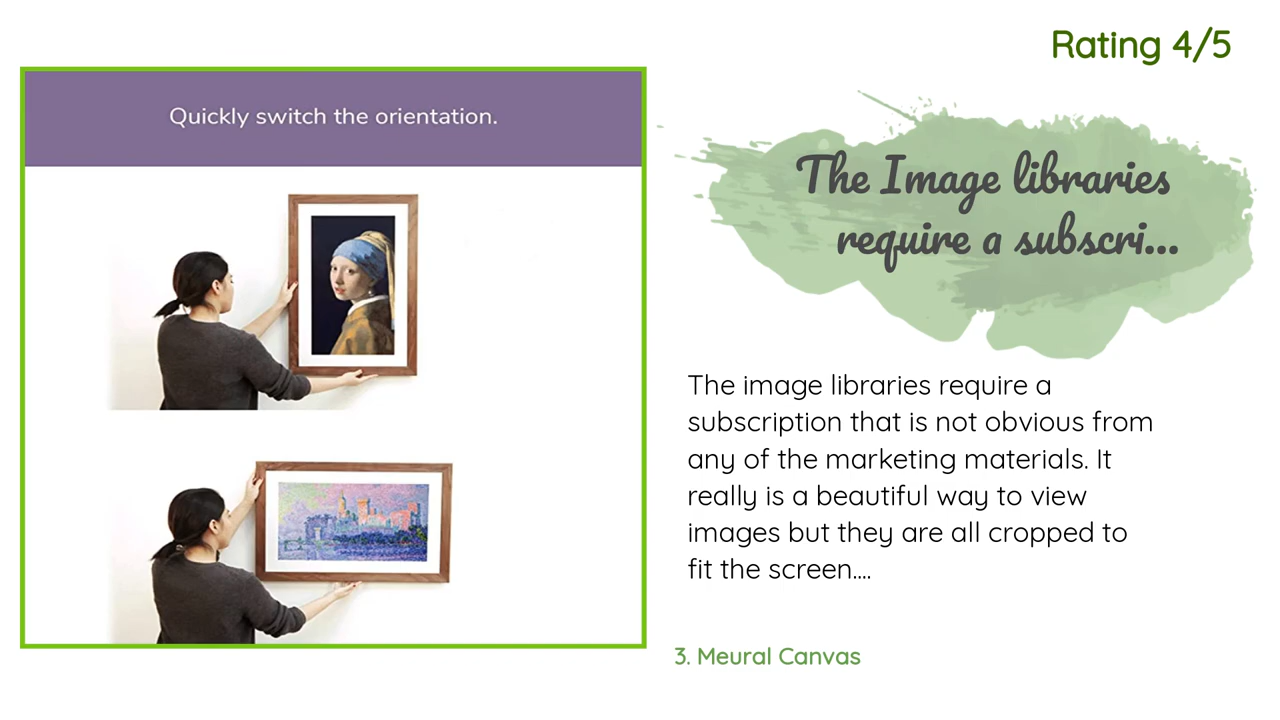 Rating 4/5
Quickly switch the orientation.
The Image libraries
require a subscri...
The image libraries require a
subscription that is not obvious from
any of the marketing materials. It
really is a beautiful way to view
images but they are all cropped to
fit the screen....
3. Meural Canvas